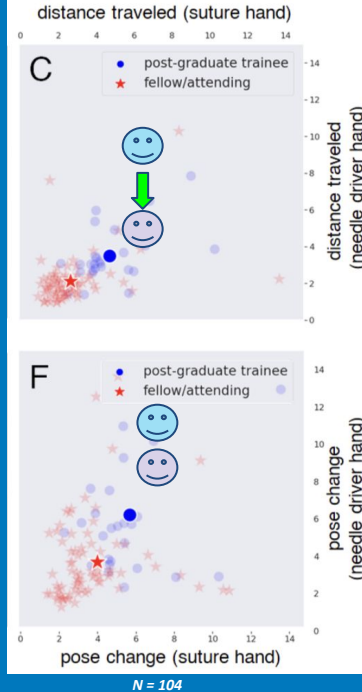 distance traveled (suture hand)
0 2 4 6 8 10 12 14
C
post-graduate trainee
fellow/attending
14
12
10
8
6
4
2
0
distance traveled
(needle driver hand)
F
post-graduate trainee
fellow/attending
14
12
10
8
6
4
2
0
pose change
(needle driver hand)
0 2 4 6 8 10 12 14
pose change (suture hand)
N = 104